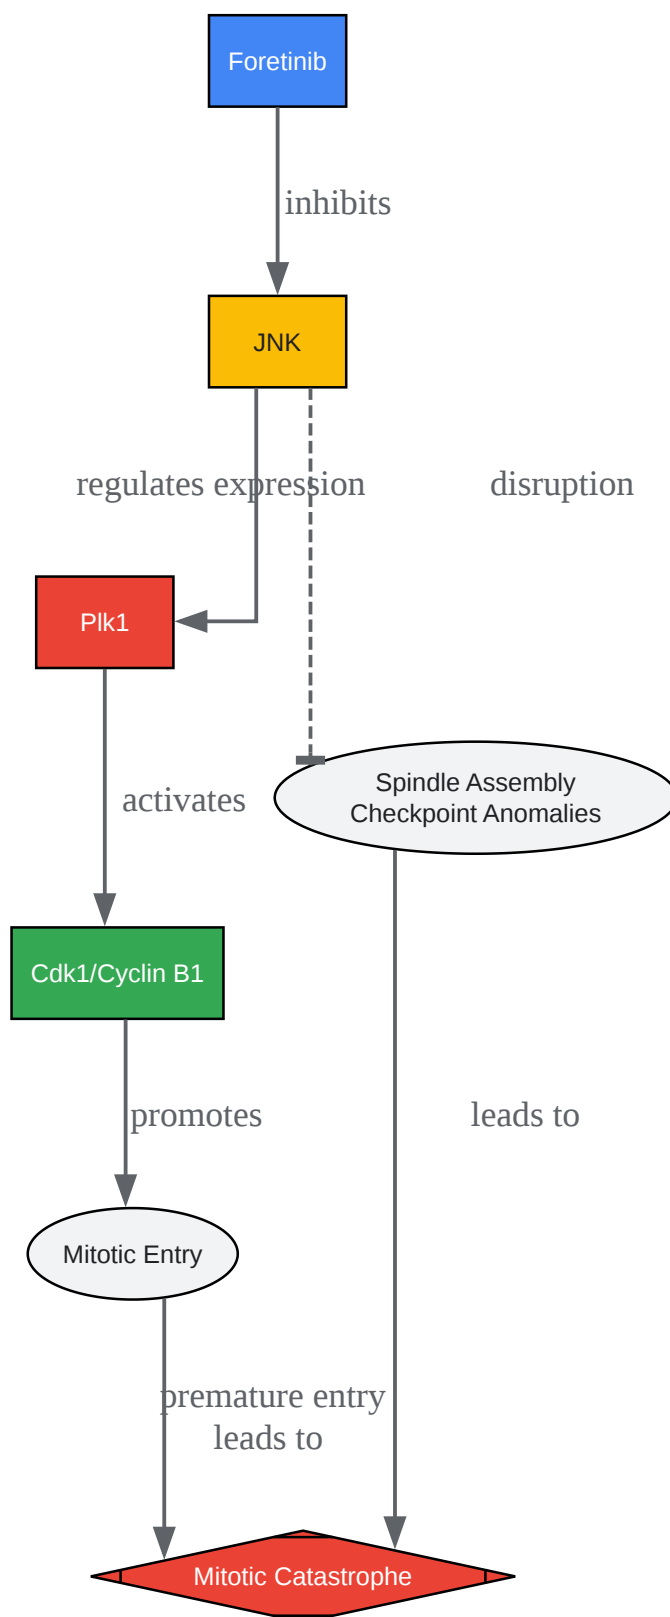 Foretinib
inhibits
JNK
regulates expression
disruption
Plk1
Spindle Assembly
Checkpoint Anomalies
activates
Cdk1/Cyclin B1
promotes
leads to
Mitotic Entry
premature entry
leads to
Mitotic Catastrophe